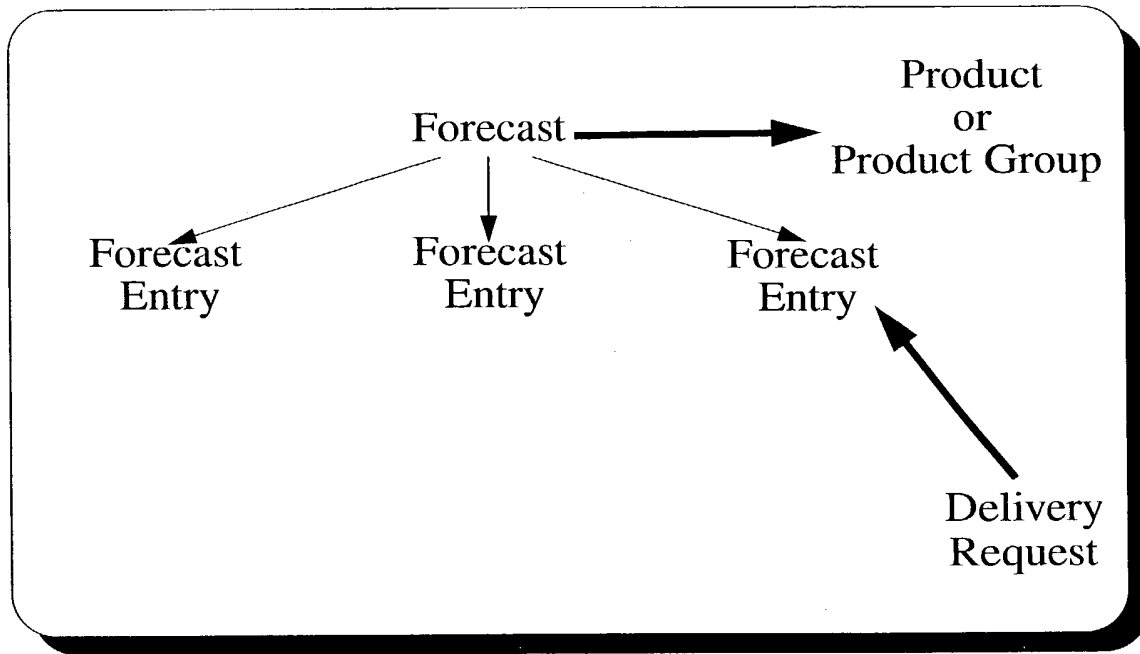 Product
or
Product Group
Forecast
Forecast
Entry
Forecast
Entry
Forecast
Entry
Delivery
Request